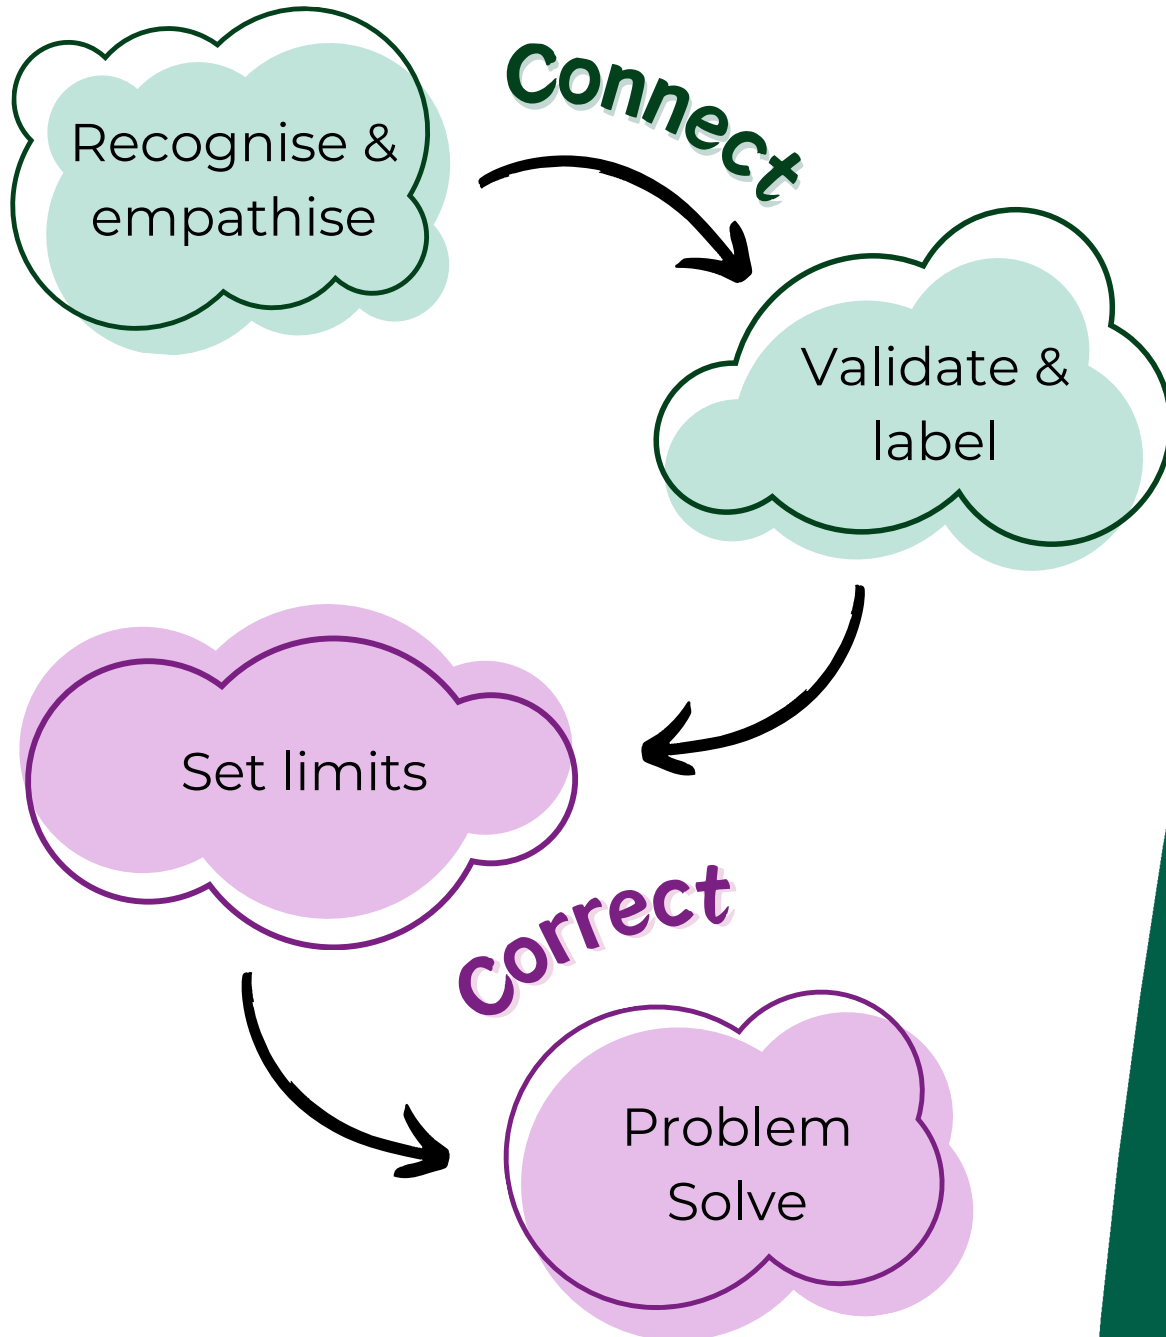 Connect
Recognise &
empathise
Validate &
label
Set limits
Correct
Problem
Solve